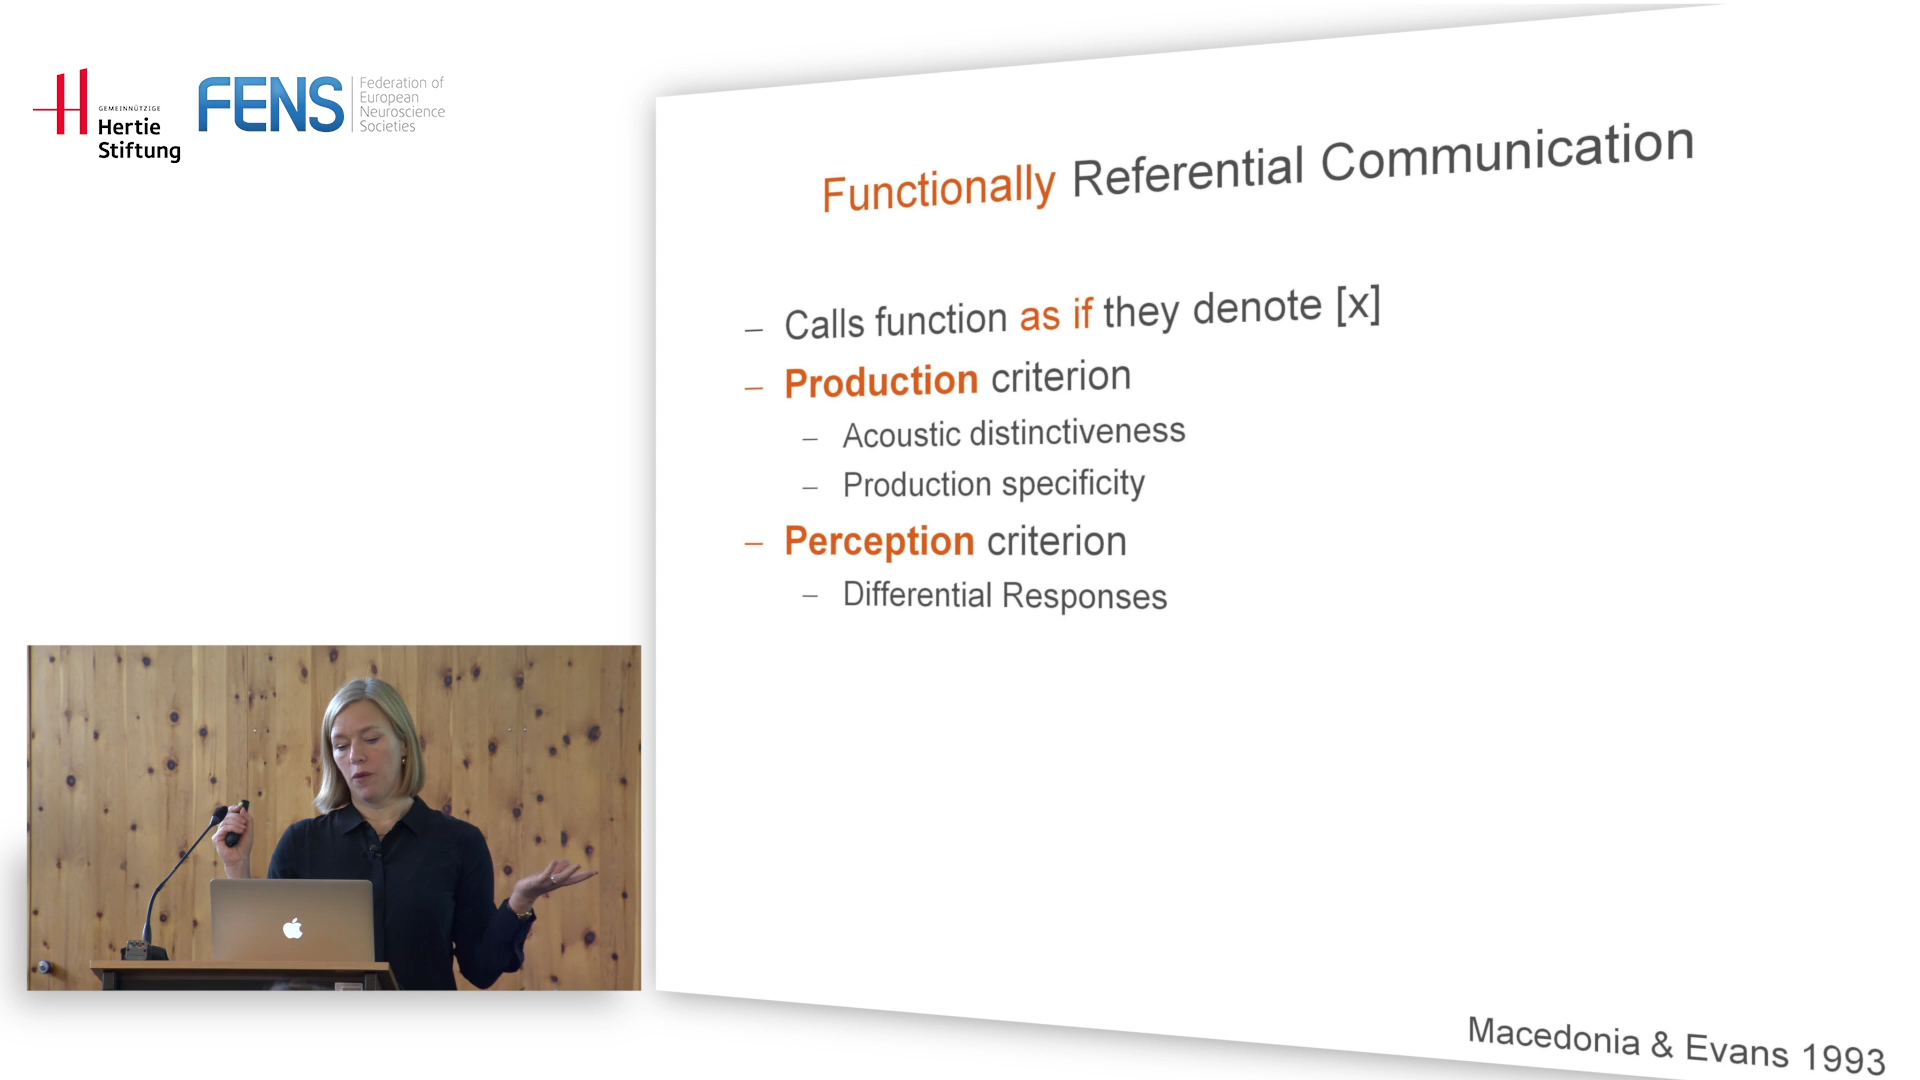 GEMEINNÜTZIGE
Hertie
Stiftung
FENS
Federation of
European
Neuroscience
Societies
Functionally Referential Communication
– Calls function as if they denote [x]
– Production criterion
– Acoustic distinctiveness
– Production specificity
– Perception criterion
– Differential Responses
Macedonia & Evans 1993